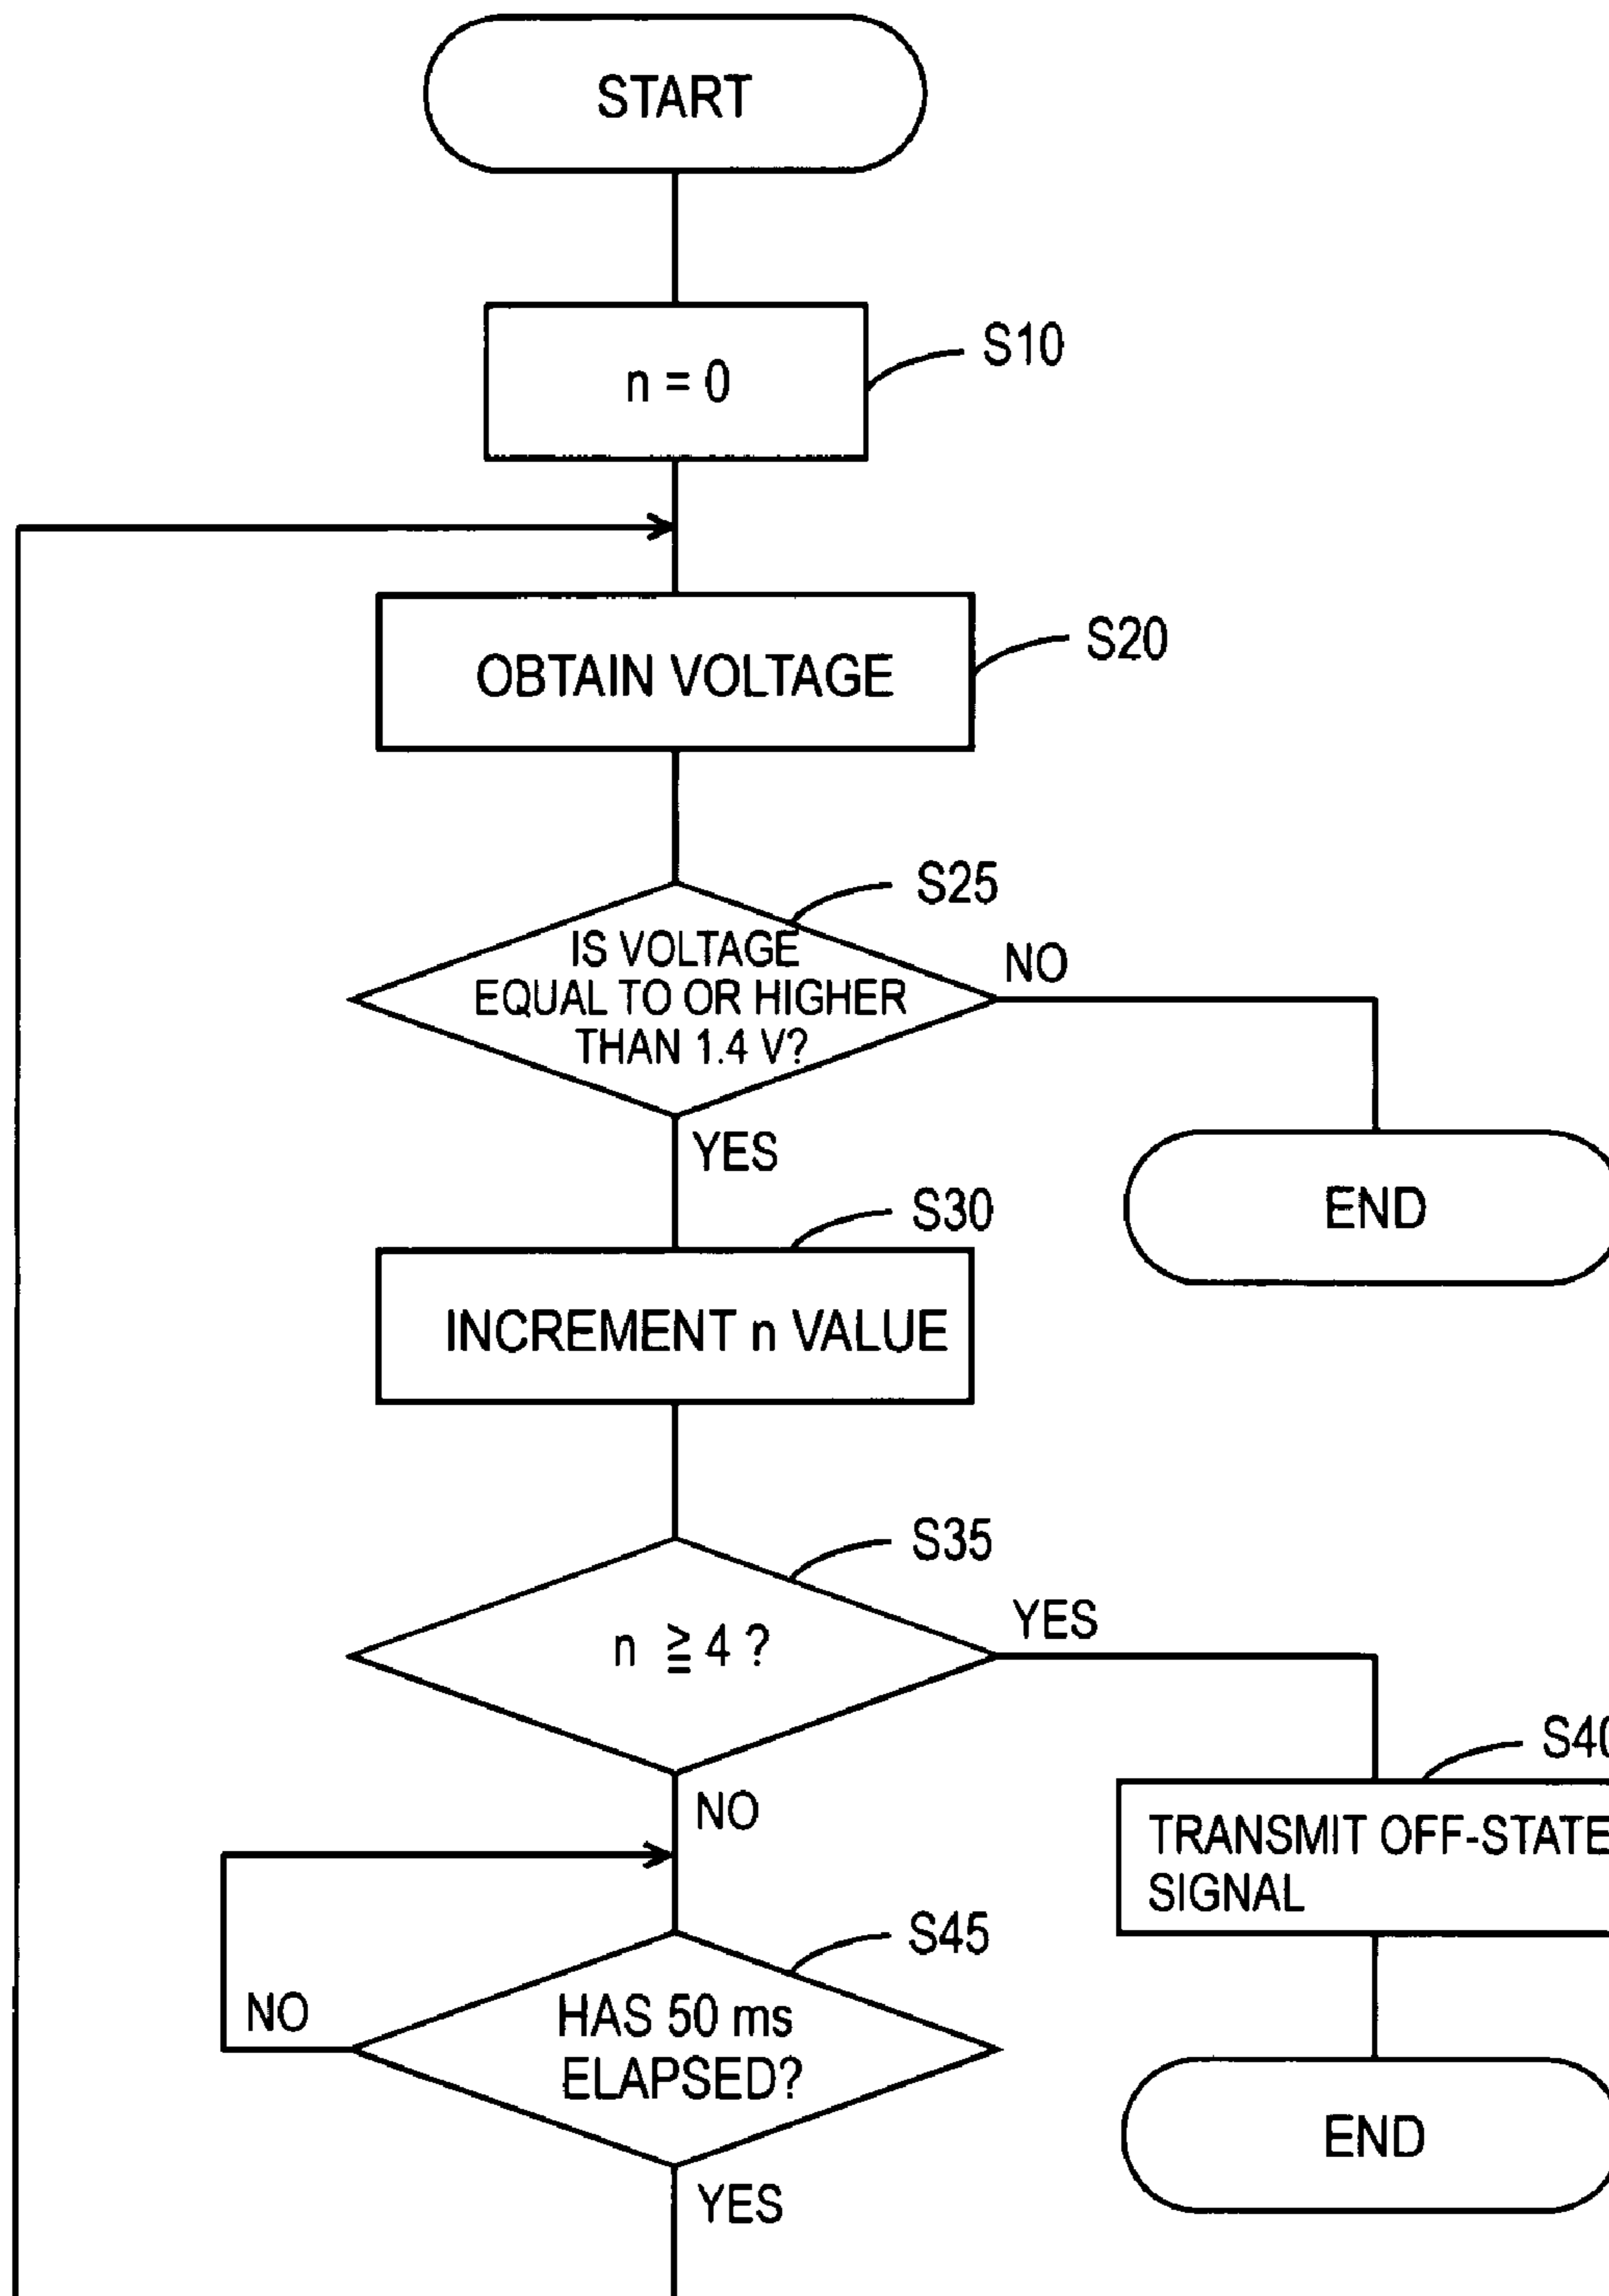 START
n = 0
S10
OBTAIN VOLTAGE
S20
S25
IS VOLTAGE
EQUAL TO OR HIGHER
THAN 1.4 V?
NO
YES
END
S30
INCREMENT n VALUE
S35
n ≧ 4 ?
YES
NO
S40
TRANSMIT OFF-STATE
SIGNAL
S45
HAS 50 ms
ELAPSED?
NO
END
YES